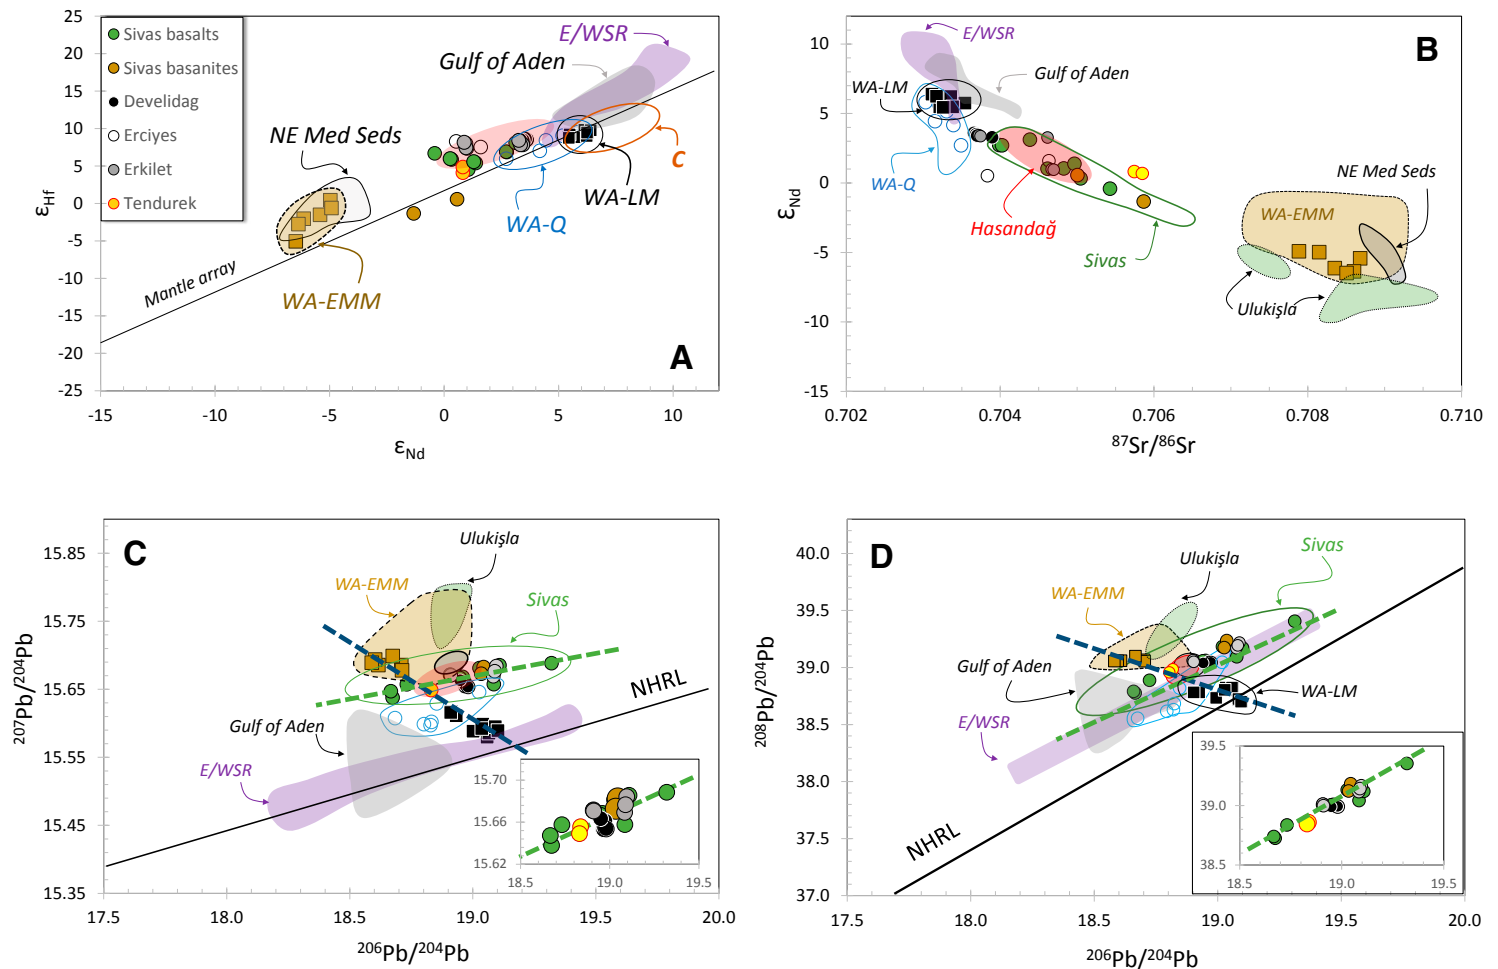 25
20
15
10
5
0
-5
-10
-15
-20
-25
-15
-10
-5
0
5
10
εHf
εNd
Sivas basalts
Sivas basanites
Develidag
Erciyes
Erkilet
Tendurek
E/WSR
Gulf of Aden
NE Med Seds
C
WA-LM
WA-Q
WA-EMM
Mantle array
A
10
5
0
-5
-10
-15
0.702
0.704
0.706
0.708
0.710
εNd
87Sr/86Sr
E/WSR
B
Gulf of Aden
WA-LM
WA-Q
NE Med Seds
WA-EMM
Hasandağ
Sivas
Ulukişla
15.85
15.75
15.65
15.55
15.45
15.35
17.5
18.0
18.5
19.0
19.5
20.0
207Pb/204Pb
206Pb/204Pb
C
Ulukişla
WA-EMM
Sivas
NHRL
Gulf of Aden
E/WSR
15.70
15.66
15.62
18.5
19.0
19.5
40.0
39.5
39.0
38.5
38.0
37.5
37.0
17.5
18.0
18.5
19.0
19.5
20.0
208Pb/204Pb
206Pb/204Pb
D
Sivas
Ulukişla
WA-EMM
Gulf of Aden
WA-LM
E/WSR
NHRL
39.5
39.0
38.5
18.5
19.0
19.5